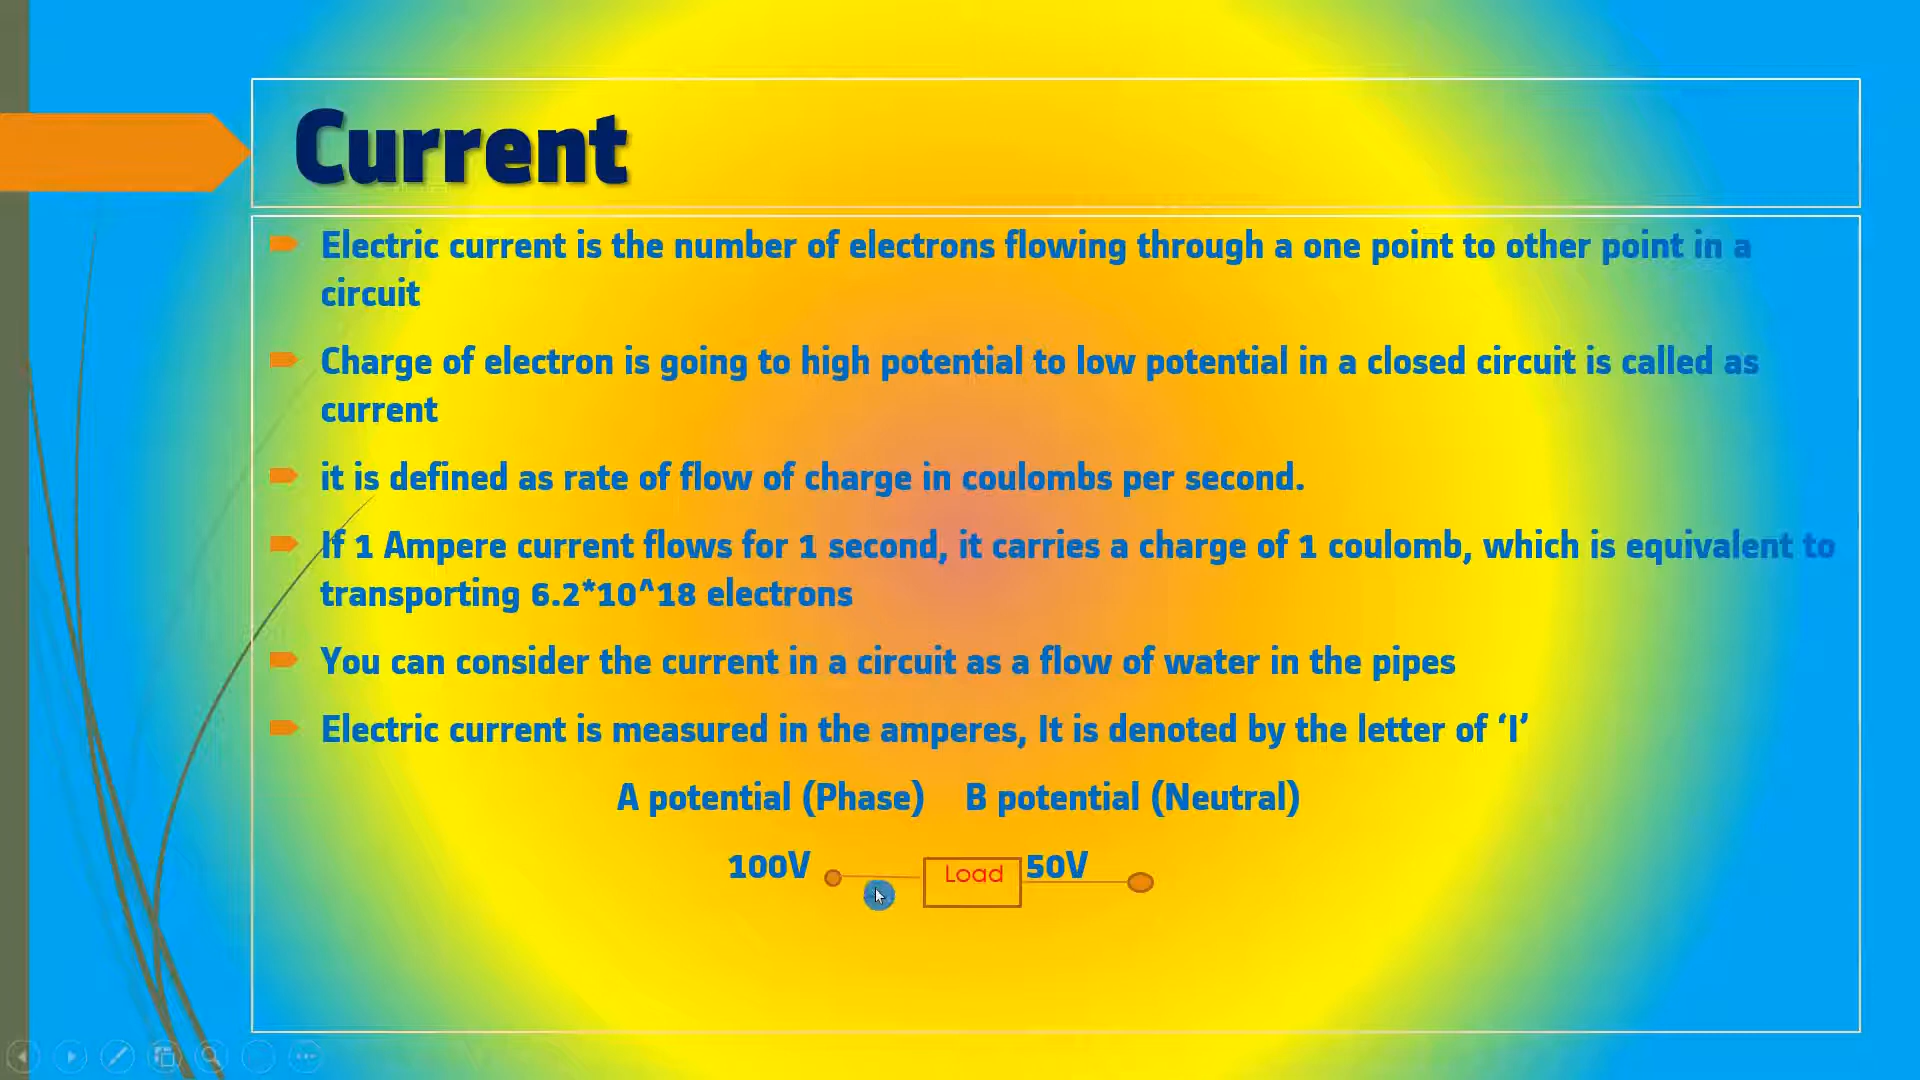 Current
Electric current is the number of electrons flowing through a one point to other point in a
circuit
Charge of electron is going to high potential to low potential in a closed circuit is called as
current
it is defined as rate of flow of charge in coulombs per second.
If 1 Ampere current flows for 1 second, it carries a charge of 1 coulomb, which is equivalent to
transporting 6.2*10^18 electrons
You can consider the current in a circuit as a flow of water in the pipes
Electric current is measured in the amperes, It is denoted by the letter of ‘I’
A potential (Phase) B potential (Neutral)
100V Load 50V